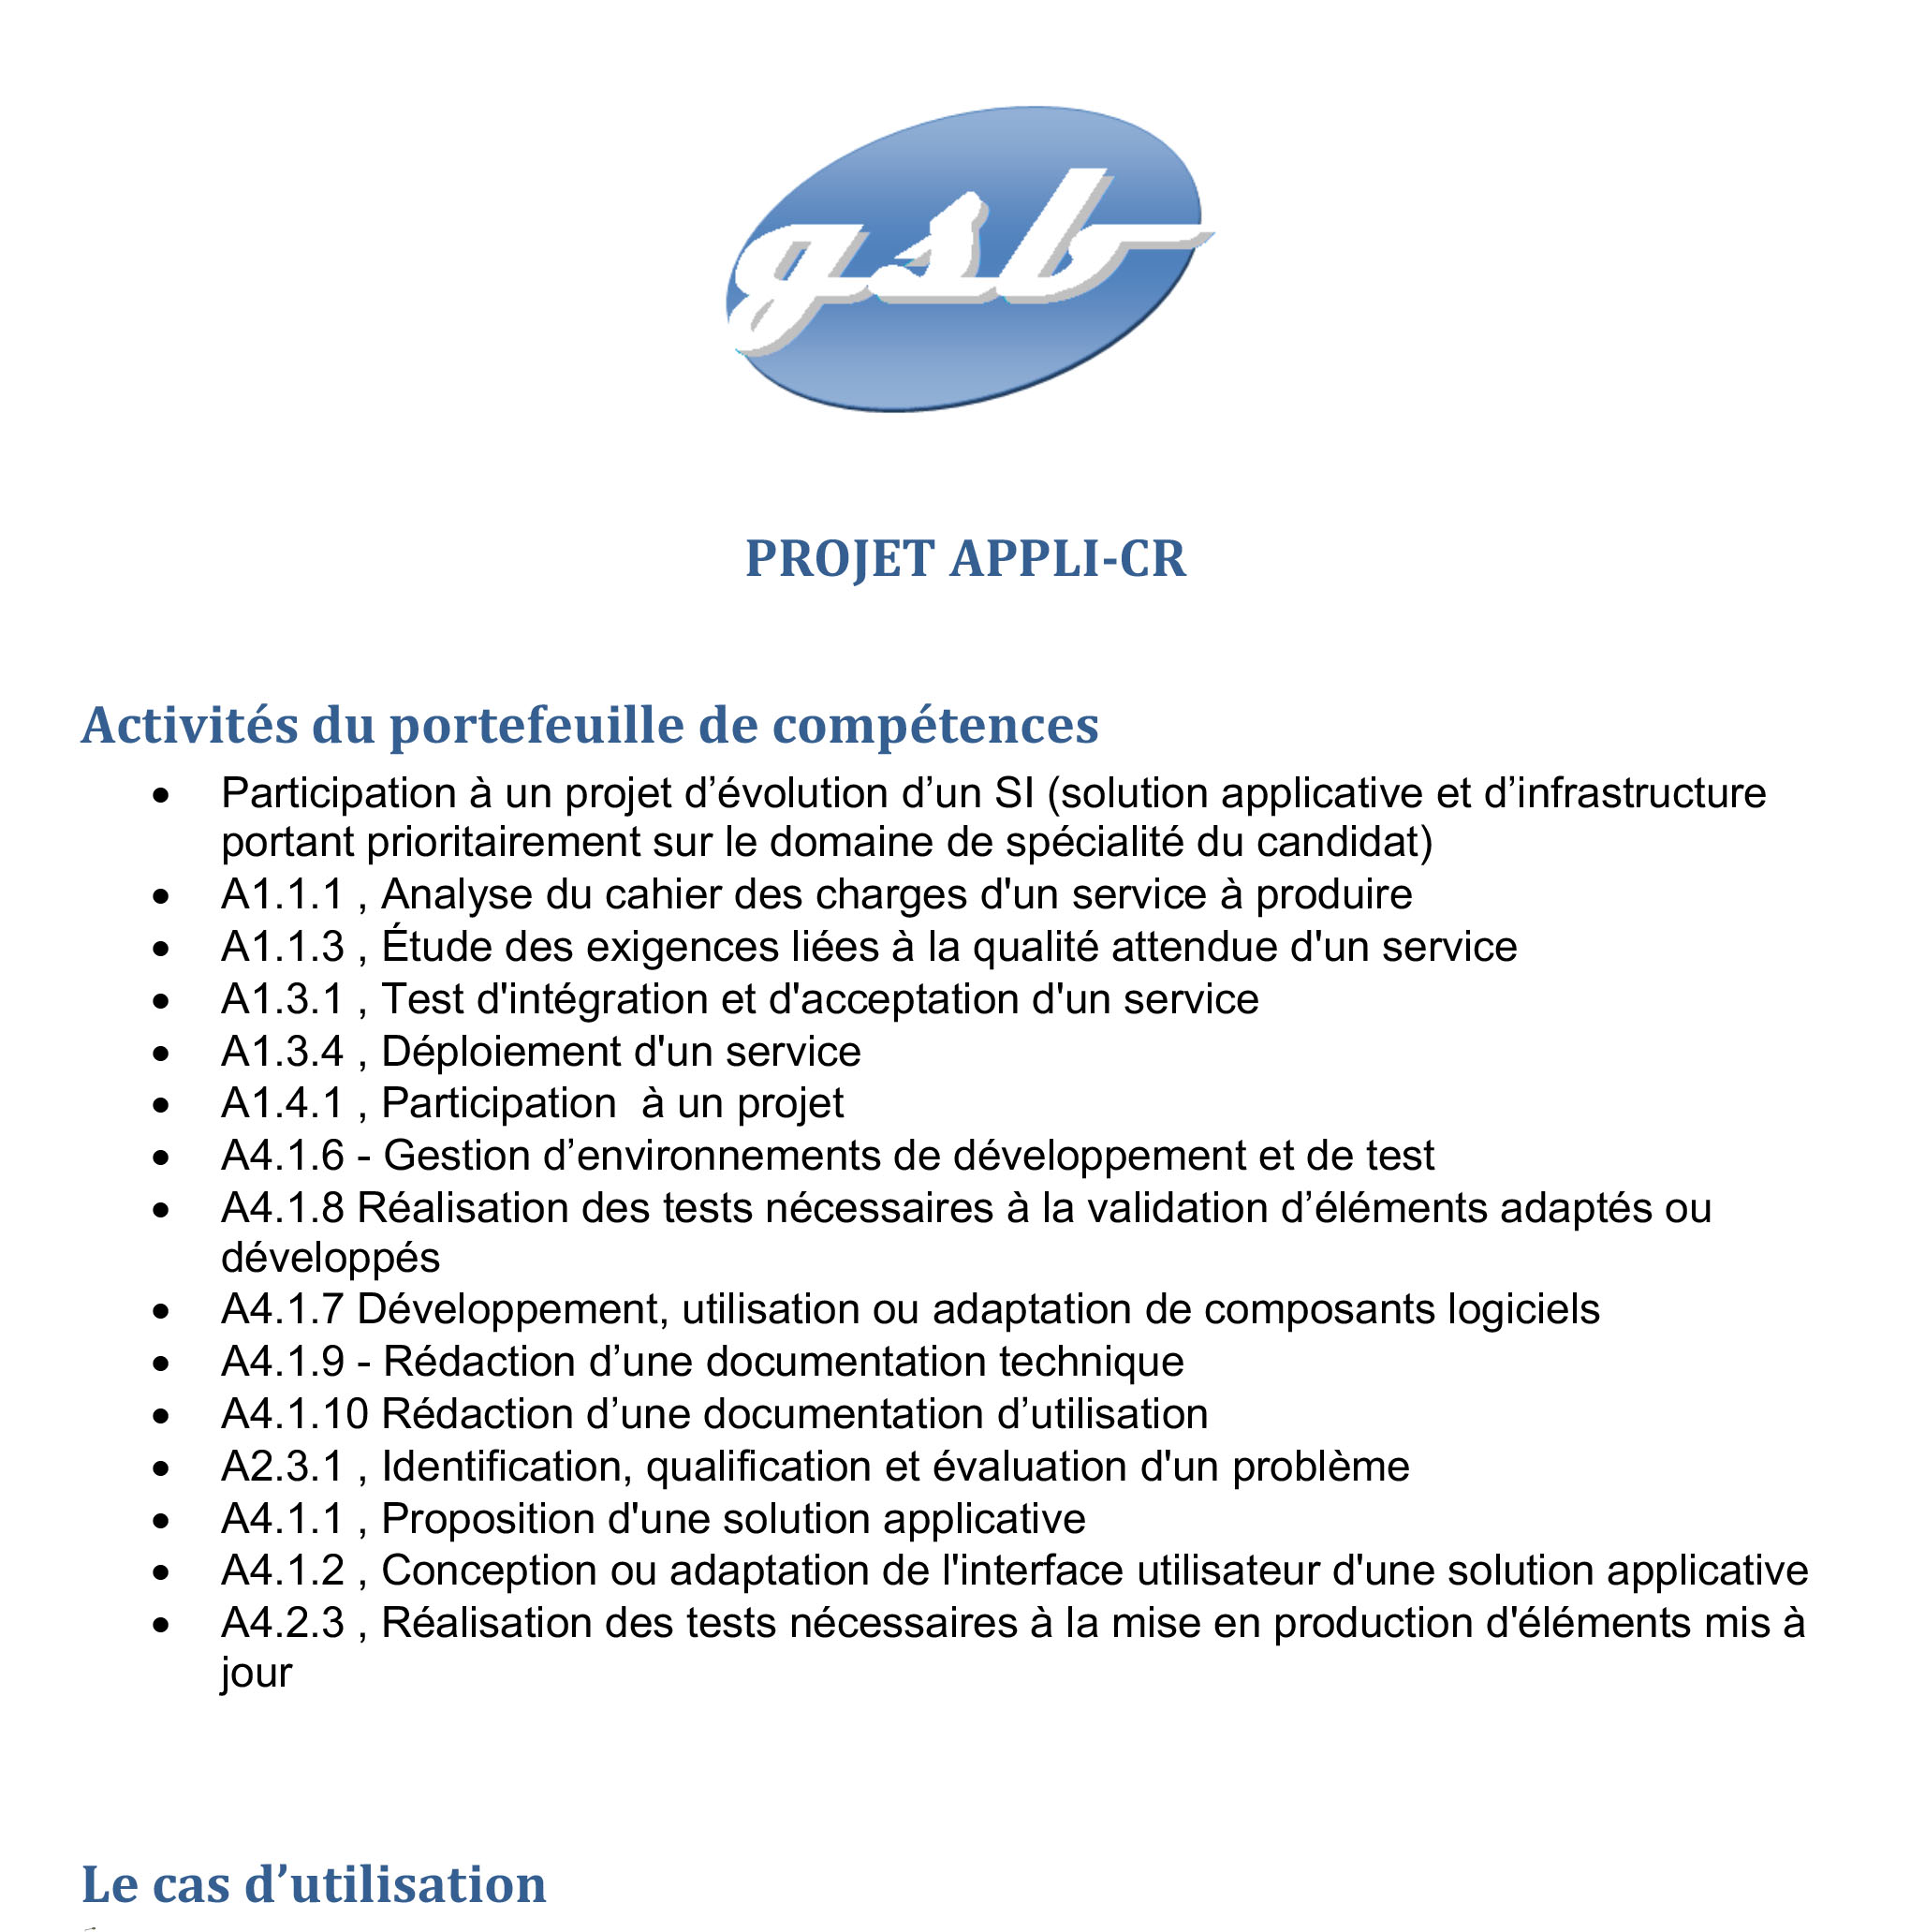 gsb
PROJET APPLI-CR
Activités du portefeuille de compétences
• Participation à un projet d’évolution d’un SI (solution applicative et d’infrastructure
portant prioritairement sur le domaine de spécialité du candidat)
• A1.1.1 , Analyse du cahier des charges d'un service à produire
• A1.1.3 , Étude des exigences liées à la qualité attendue d'un service
• A1.3.1 , Test d'intégration et d'acceptation d'un service
• A1.3.4 , Déploiement d'un service
• A1.4.1 , Participation  à un projet
• A4.1.6 - Gestion d’environnements de développement et de test
• A4.1.8 Réalisation des tests nécessaires à la validation d’éléments adaptés ou
développés
• A4.1.7 Développement, utilisation ou adaptation de composants logiciels
• A4.1.9 - Rédaction d’une documentation technique
• A4.1.10 Rédaction d’une documentation d’utilisation
• A2.3.1 , Identification, qualification et évaluation d'un problème
• A4.1.1 , Proposition d'une solution applicative
• A4.1.2 , Conception ou adaptation de l'interface utilisateur d'une solution applicative
• A4.2.3 , Réalisation des tests nécessaires à la mise en production d'éléments mis à
jour
Le cas d’utilisation